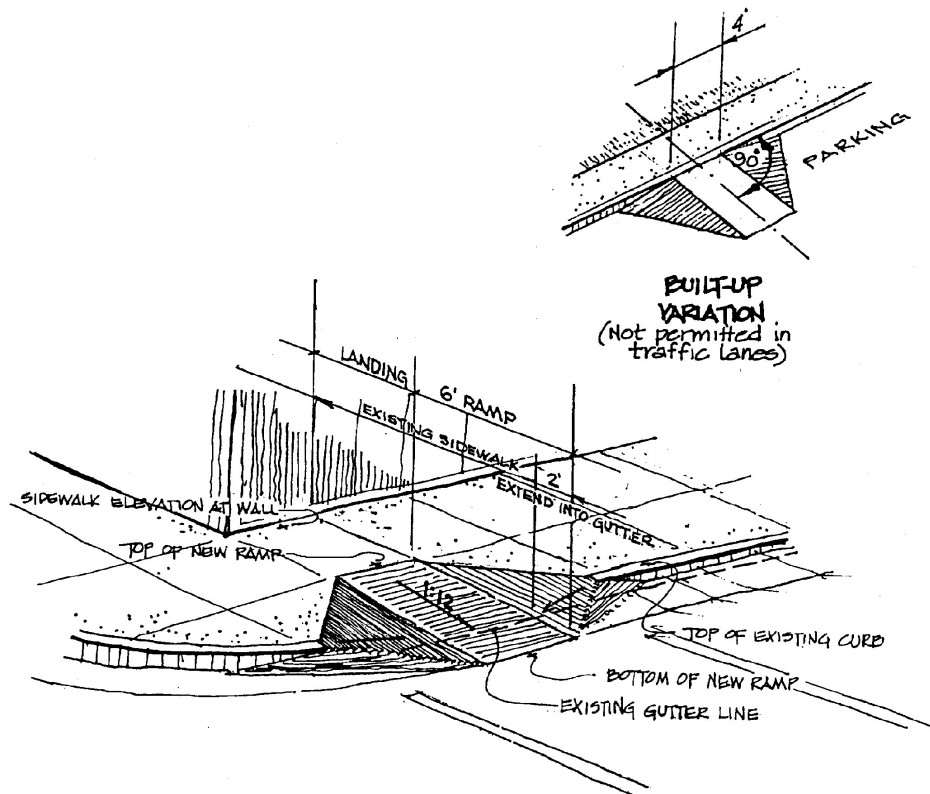 4'
90°
PARKING
BUILT-UP
VARIATION
(Not permitted in
traffic lanes)
LANDING
6' RAMP
EXISTING SIDEWALK
2'
EXTEND INTO GUTTER
SIDEWALK ELEVATION AT WALL
TOP OF NEW RAMP
1:12
TOP OF EXISTING CURB
BOTTOM OF NEW RAMP
EXISTING GUTTER LINE